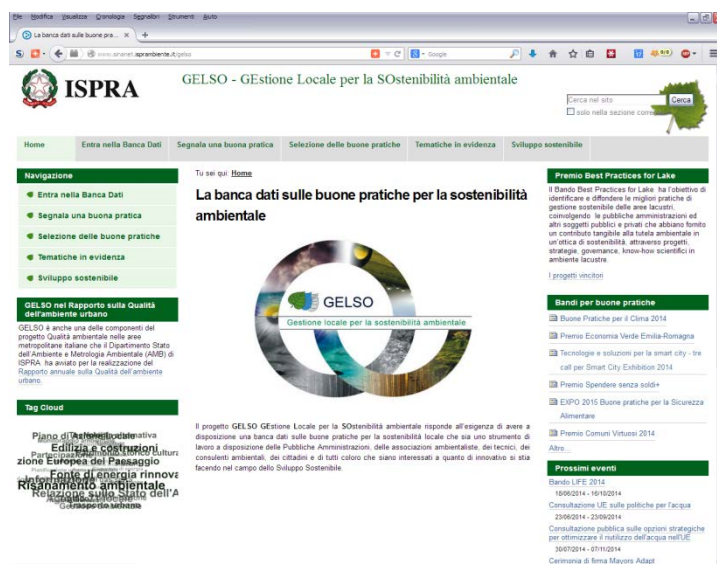 File Modifica Visualizza Cronologia Segnalibri Strumenti Aiuto
La banca dati sulle buone pra...
www.sinanet.isprambiente.it/gelso
Google
ISPRA
GELSO - GEstione Locale per la SOstenibilità ambientale
Cerca nel sito
Cerca
solo nella sezione corrente
Home
Entra nella Banca Dati
Segnala una buona pratica
Selezione delle buone pratiche
Tematiche in evidenza
Sviluppo sostenibile
Navigazione
Entra nella Banca Dati
Segnala una buona pratica
Selezione delle buone pratiche
Tematiche in evidenza
Sviluppo sostenibile
GELSO nel Rapporto sulla Qualità
dell'ambiente urbano
GELSO è anche una delle componenti del
progetto Qualità ambientale nelle aree
metropolitane italiane che il Dipartimento Stato
dell'Ambiente e Metrologia Ambientale (AMB) di
ISPRA ha avviato per la realizzazione del
Rapporto annuale sulla Qualità dell'ambiente
urbano.
Tag Cloud
Edilizia e costruzioni
zione Europea del Paesaggio
Fonte di energia rinnova
Risanamento ambientale
Relazione sullo Stato dell'A
Trasporto urbano
Tu sei qui: Home
La banca dati sulle buone pratiche per la sostenibilità
ambientale
GELSO
Gestione locale per la sostenibilità ambientale
Il progetto GELSO GEstione Locale per la SOstenibilità ambientale risponde all'esigenza di avere a
disposizione una banca dati sulle buone pratiche per la sostenibilità locale che sia uno strumento di
lavoro a disposizione delle Pubbliche Amministrazioni, delle associazioni ambientaliste, dei tecnici, dei
consulenti ambientali, dei cittadini e di tutti coloro che siano interessati a quanto di innovativo si stia
facendo nel campo dello Sviluppo Sostenibile.
Premio Best Practices for Lake
Il Bando Best Practices for Lake ha l'obiettivo di
identificare e diffondere le migliori pratiche di
gestione sostenibile delle aree lacustri,
coinvolgendo le pubbliche amministrazioni ed
altri soggetti pubblici e privati che abbiano fornito
un contributo tangibile alla tutela ambientale in
un'ottica di sostenibilità, attraverso progetti,
strategie, governance, know-how scientifici in
ambiente lacustre.
I progetti vincitori
Bandi per buone pratiche
Buone Pratiche per il Clima 2014
Premio Economia Verde Emilia-Romagna
Tecnologie e soluzioni per la smart city - tre
call per Smart City Exhibition 2014
Premio Spendere senza soldi+
EXPO 2015 Buone pratiche per la Sicurezza
Alimentare
Premio Comuni Virtuosi 2014
Altro...
Prossimi eventi
Bando LIFE 2014
18/06/2014 - 16/10/2014
Consultazione UE sulle politiche per l'acqua
23/06/2014 - 23/09/2014
Consultazione pubblica sulle opzioni strategiche
per ottimizzare il riutilizzo dell'acqua nell'UE
30/07/2014 - 07/11/2014
Cerimonia di firma Mayors Adapt